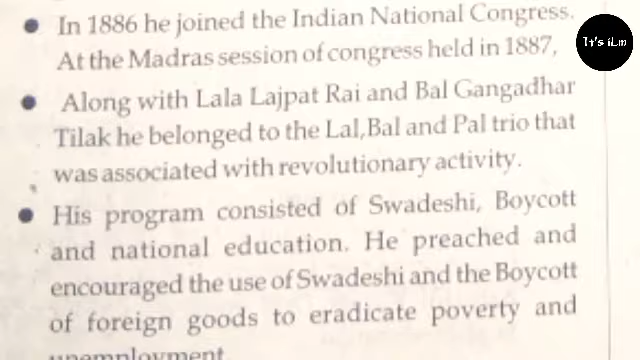 In 1886 he joined the Indian National Congress.
At the Madras session of congress held in 1887,
Along with Lala Lajpat Rai and Bal Gangadhar
Tilak he belonged to the Lal,Bal and Pal trio that
was associated with revolutionary activity.
His program consisted of Swadeshi, Boycott
and national education. He preached and
encouraged the use of Swadeshi and the Boycott
of foreign goods to eradicate poverty and
unemployment.
It's iLm